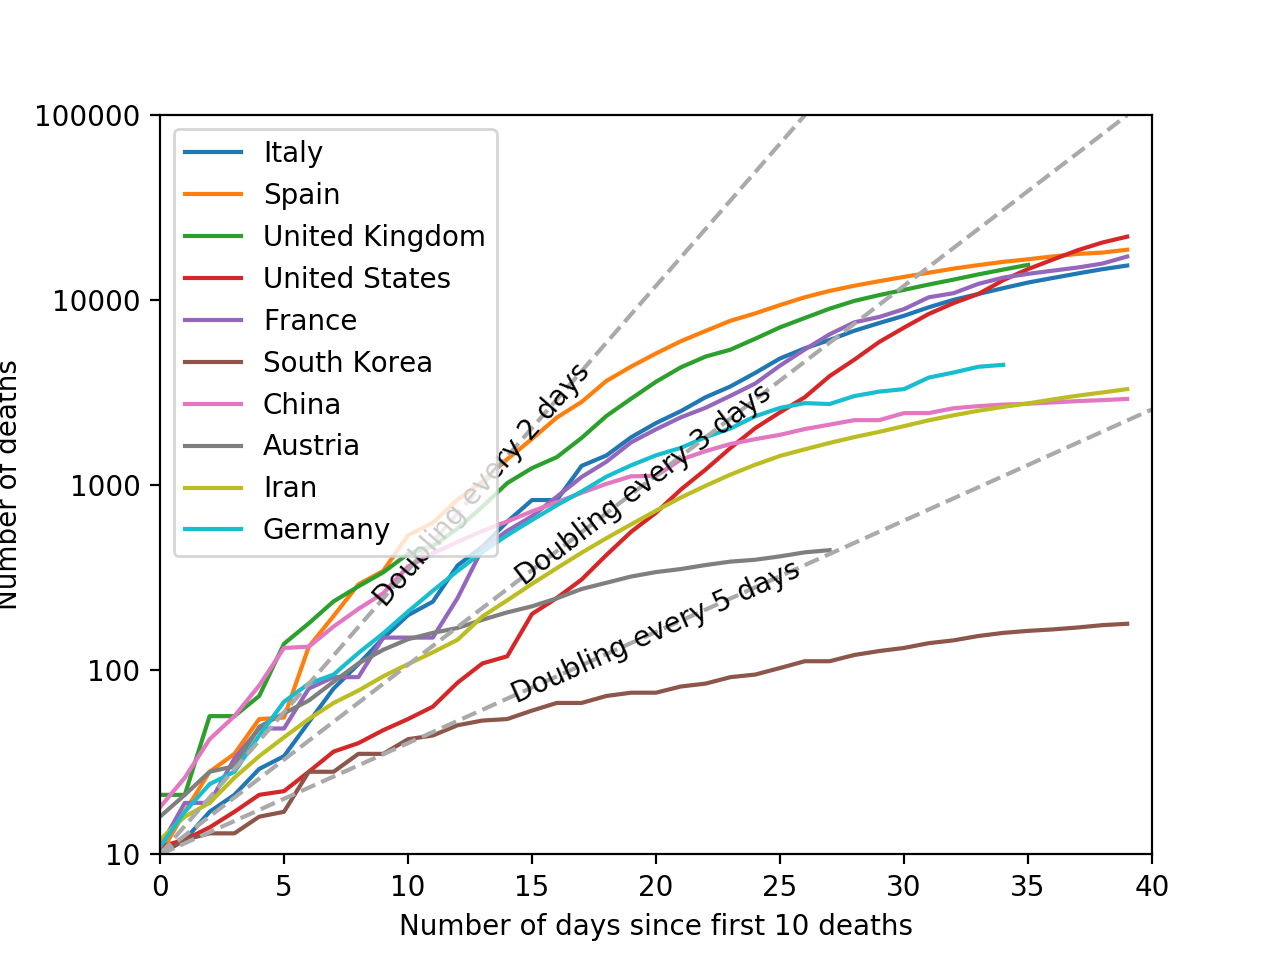 100000
10000
1000
100
10
Number of deaths
Italy
Spain
United Kingdom
United States
France
South Korea
China
Austria
Iran
Germany
Doubling every 2 days
Doubling every 3 days
Doubling every 5 days
0 5 10 15 20 25 30 35 40
Number of days since first 10 deaths